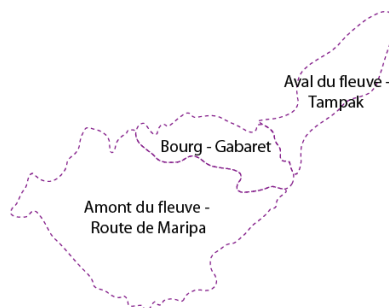 Aval du fleuve -
Tampak
Bourg - Gabaret
Amont du fleuve -
Route de Maripa